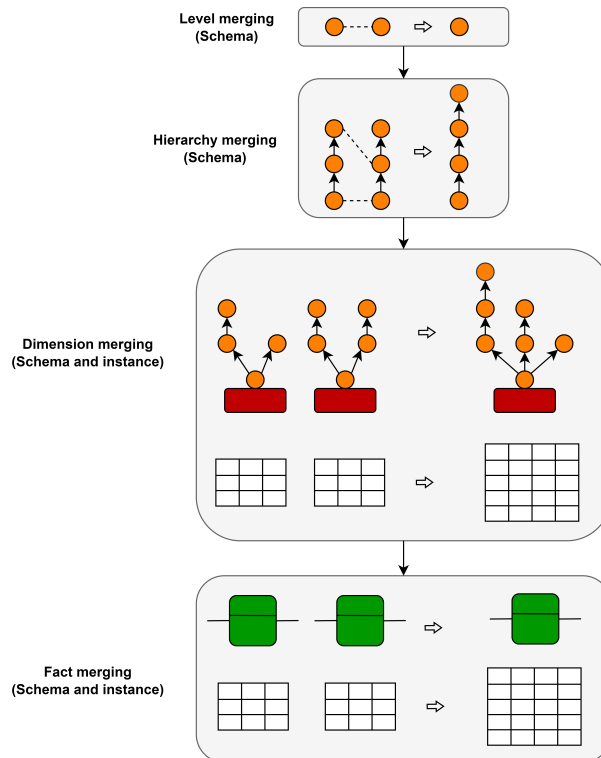 Level merging
(Schema)
Hierarchy merging
(Schema)
Dimension merging
(Schema and instance)
Fact merging
(Schema and instance)